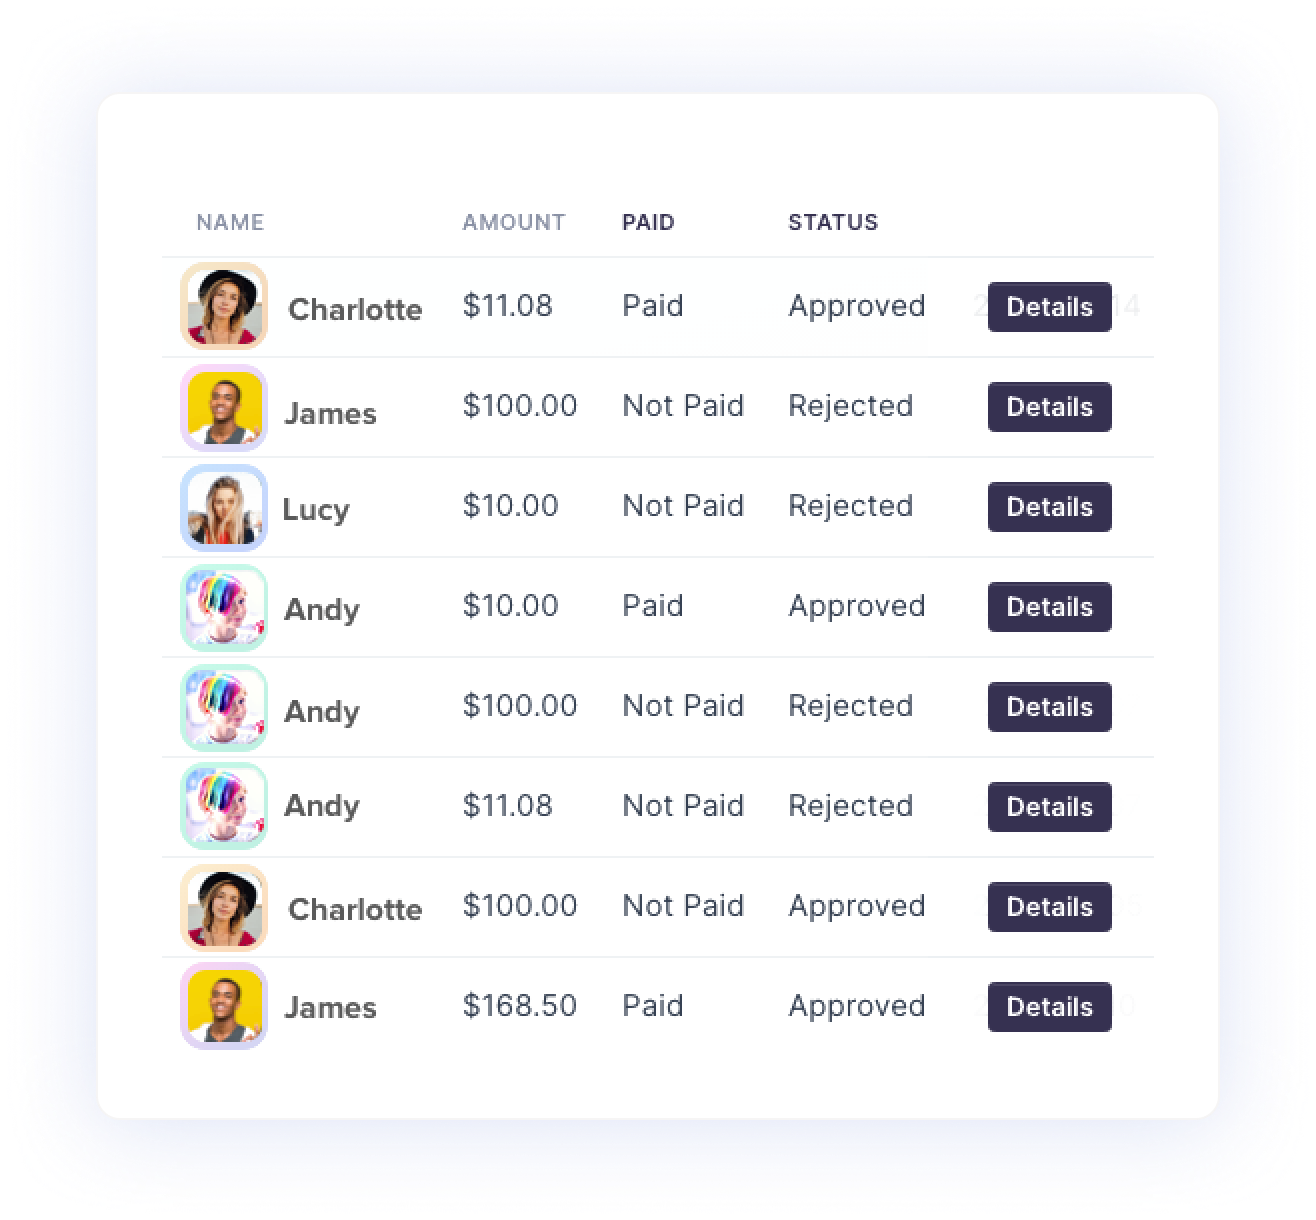 NAME AMOUNT PAID STATUS
Charlotte $11.08 Paid Approved Details
James $100.00 Not Paid Rejected Details
Lucy $10.00 Not Paid Rejected Details
Andy $10.00 Paid Approved Details
Andy $100.00 Not Paid Rejected Details
Andy $11.08 Not Paid Rejected Details
Charlotte $100.00 Not Paid Approved Details
James $168.50 Paid Approved Details